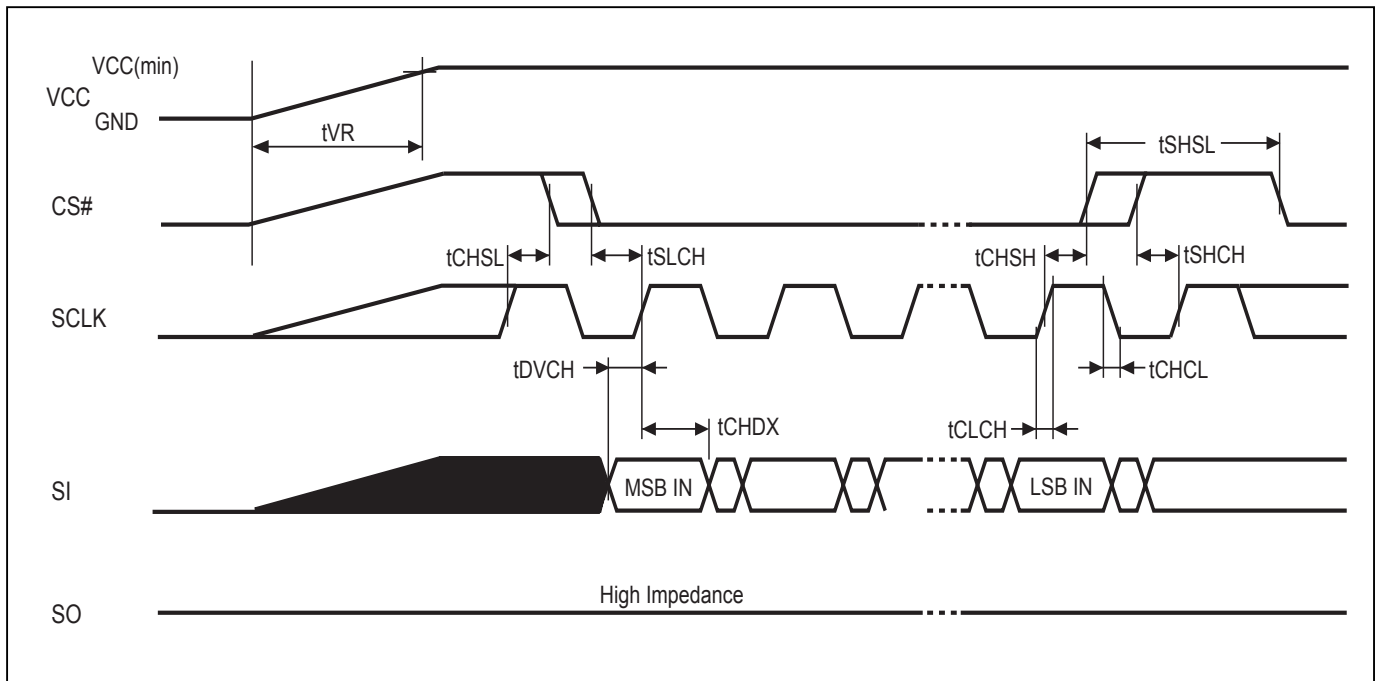 VCC(min)
VCC
GND
tVR
tSHSL
CS#
tCHSL
tSLCH
tCHSH
tSHCH
SCLK
tDVCH
tCHCL
tCHDX
tCLCH
SI
MSB IN
LSB IN
High Impedance
SO